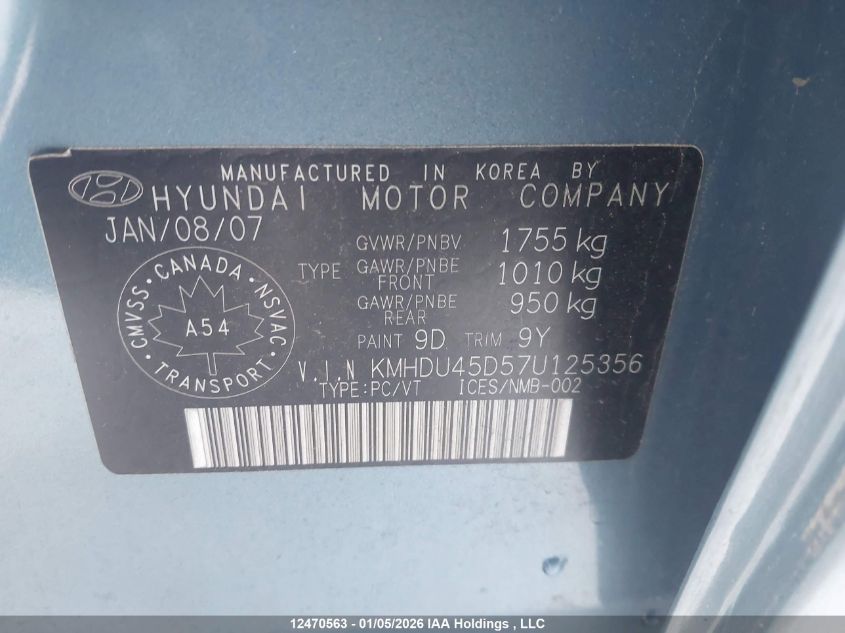 MANUFACTURED IN KOREA BY
HYUNDAI MOTOR COMPANY
JAN/08/07
GVWR/PNBV 1755 kg
TYPE GAWR/PNBE FRONT 1010 kg
GAWR/PNBE REAR 950 kg
PAINT 9D TRIM 9Y
CMVSS • CANADA • NSVAC • TRANSPORT •
A54
V.I.N KMHDU45D57U125356
TYPE:PC/VT ICES/NMB-002
12470563 - 01/05/2026 IAA Holdings , LLC